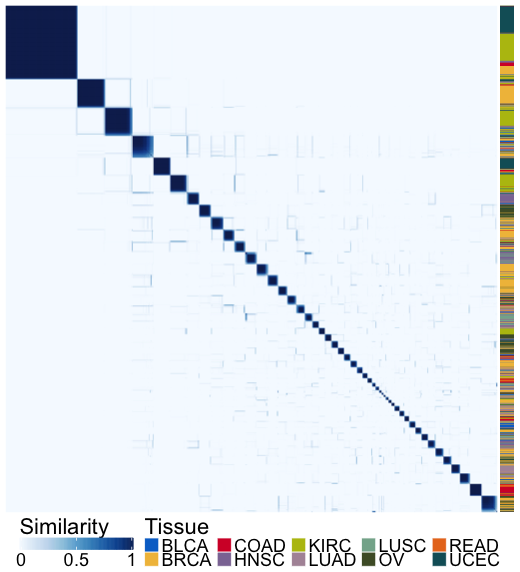 Similarity Tissue
BLCA COAD KIRC LUSC READ
0 0.5 1 BRCA HNSC LUAD OV UCEC